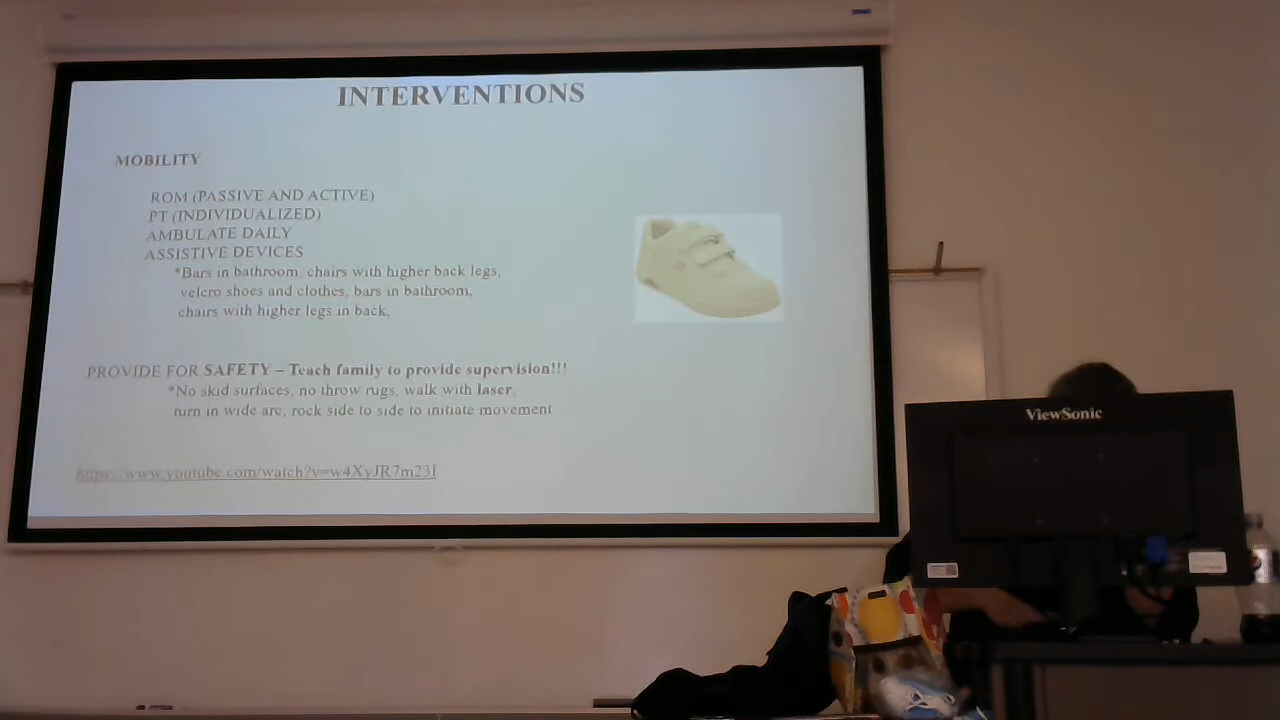 INTERVENTIONS
MOBILITY
ROM (PASSIVE AND ACTIVE)
PT (INDIVIDUALIZED)
AMBULATE DAILY
ASSISTIVE DEVICES
*Bars in bathroom, chairs with higher back legs,
velcro shoes and clothes, bars in bathroom,
chairs with higher legs in back,
PROVIDE FOR SAFETY – Teach family to provide supervision!!!
*No skid surfaces, no throw rugs, walk with laser,
turn in wide arc, rock side to side to initiate movement
https://www.youtube.com/watch?v=w4XyJR7m23I
ViewSonic